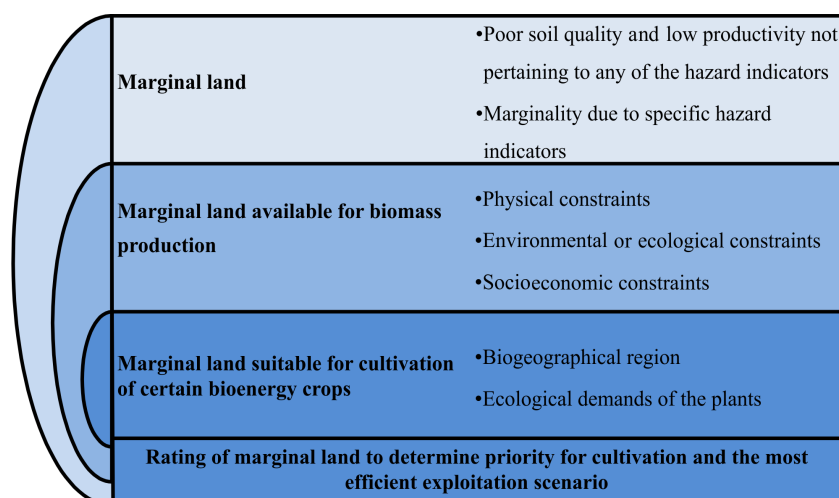 Marginal land
•Poor soil quality and low productivity not
pertaining to any of the hazard indicators
•Marginality due to specific hazard
indicators
Marginal land available for biomass
production
•Physical constraints
•Environmental or ecological constraints
•Socioeconomic constraints
Marginal land suitable for cultivation
of certain bioenergy crops
•Biogeographical region
•Ecological demands of the plants
Rating of marginal land to determine priority for cultivation and the most
efficient exploitation scenario